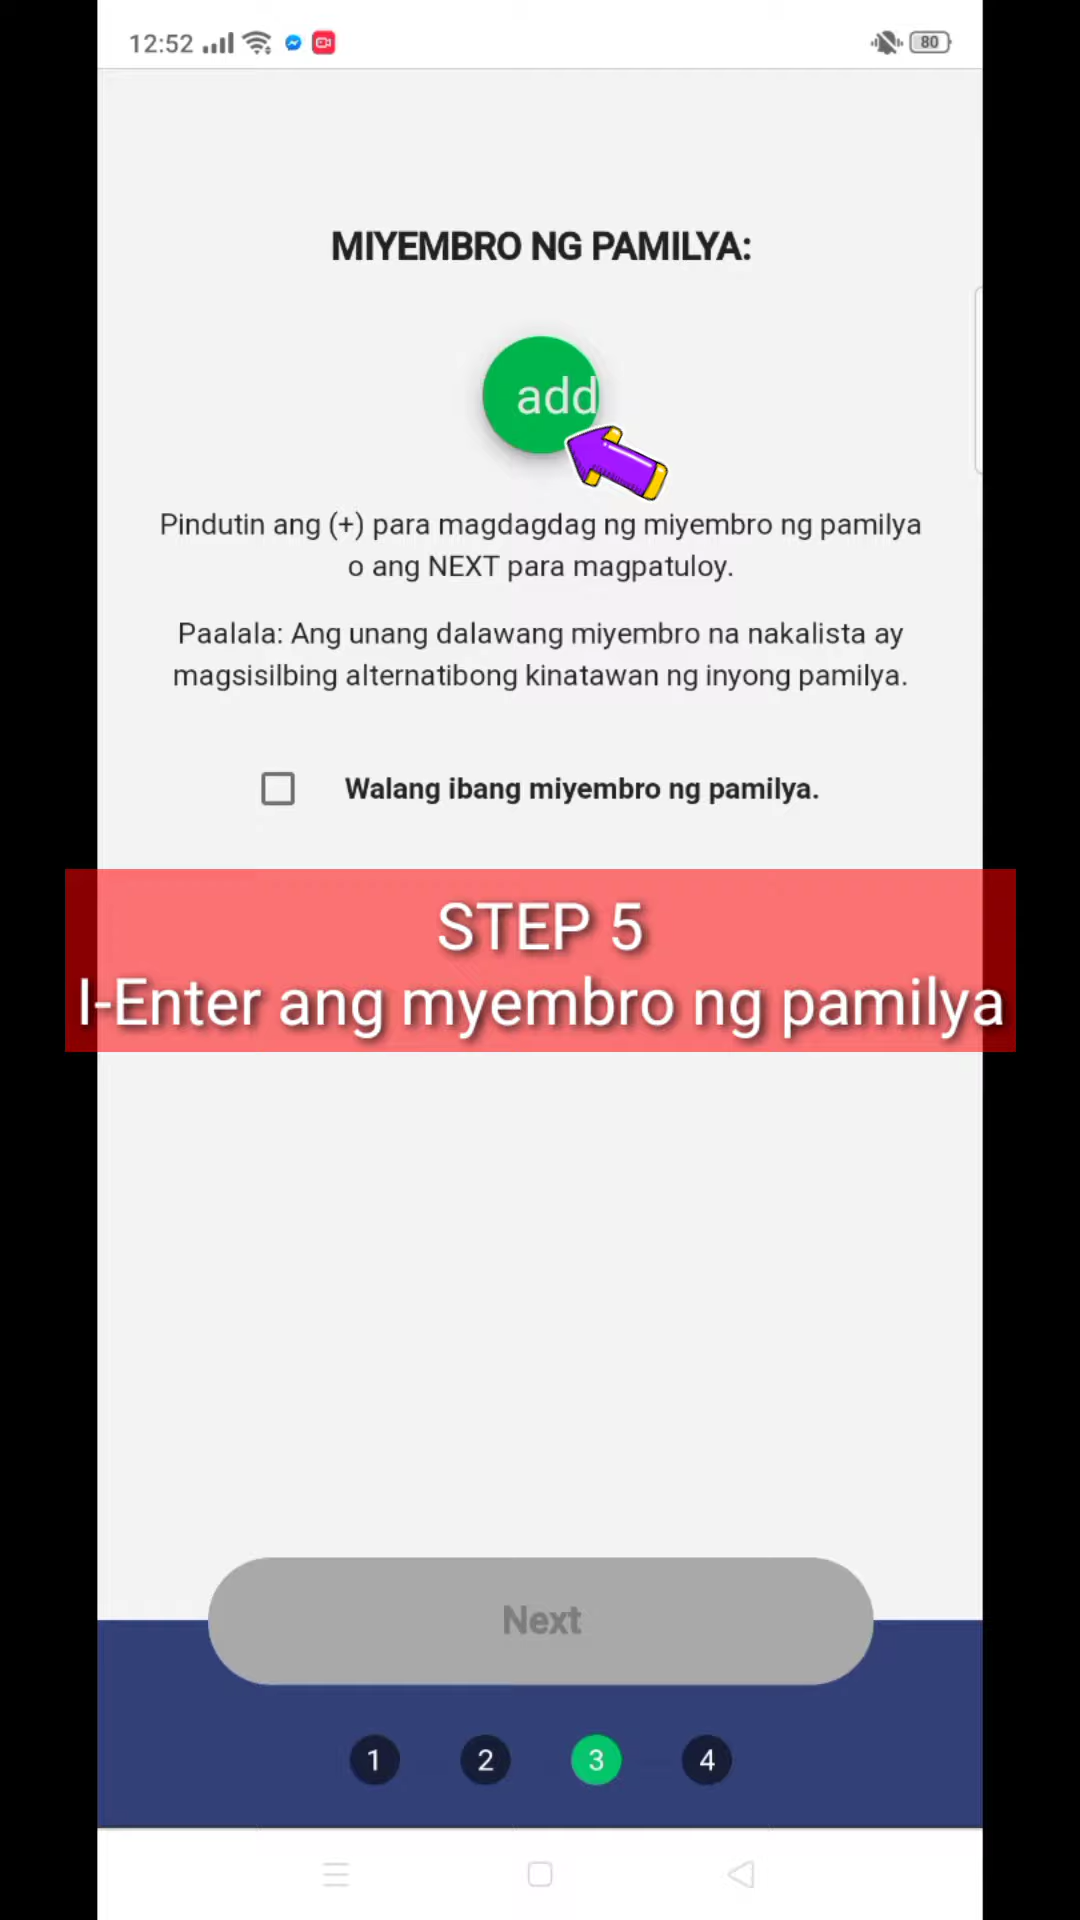 12:52
80
MIYEMBRO NG PAMILYA:
add
Pindutin ang (+) para magdagdag ng miyembro ng pamilya
o ang NEXT para magpatuloy.
Paalala: Ang unang dalawang miyembro na nakalista ay
magsisilbing alternatibong kinatawan ng inyong pamilya.
Walang ibang miyembro ng pamilya.
STEP 5
I-Enter ang myembro ng pamilya
Next
1 2 3 4